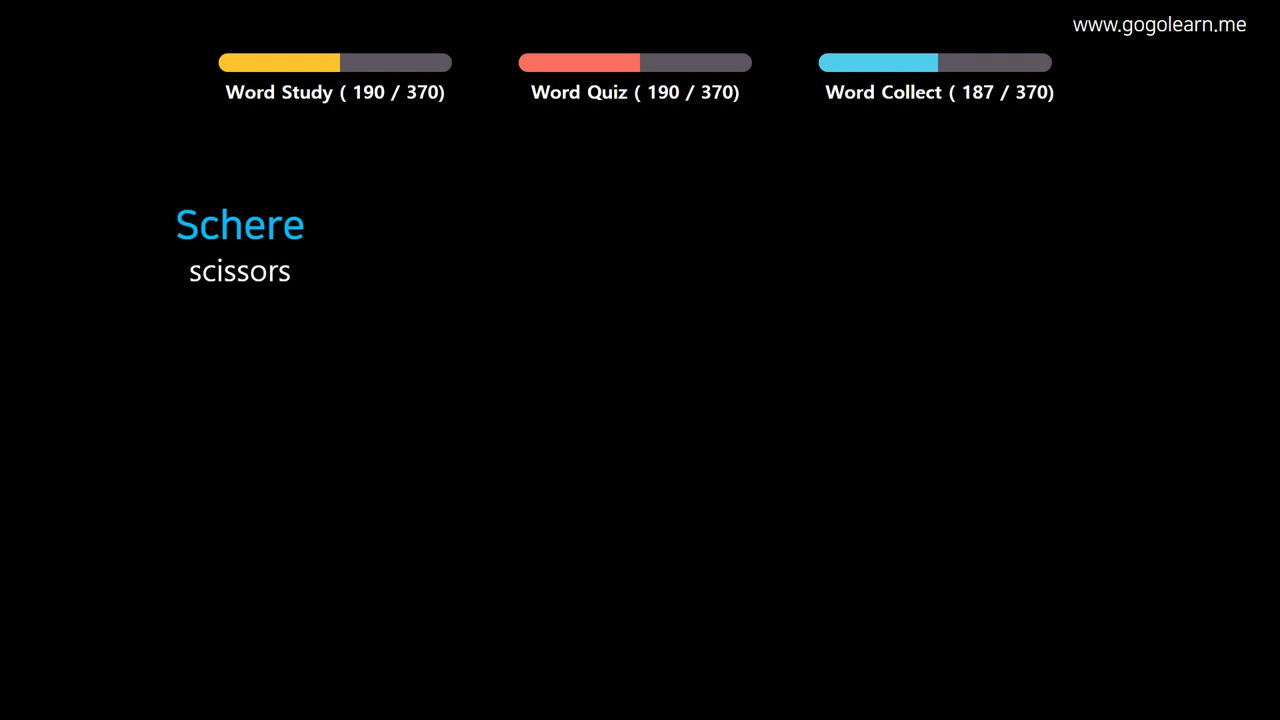 www.gogolearn.me
Word Study ( 190 / 370)
Word Quiz ( 190 / 370)
Word Collect ( 187 / 370)
Schere
scissors